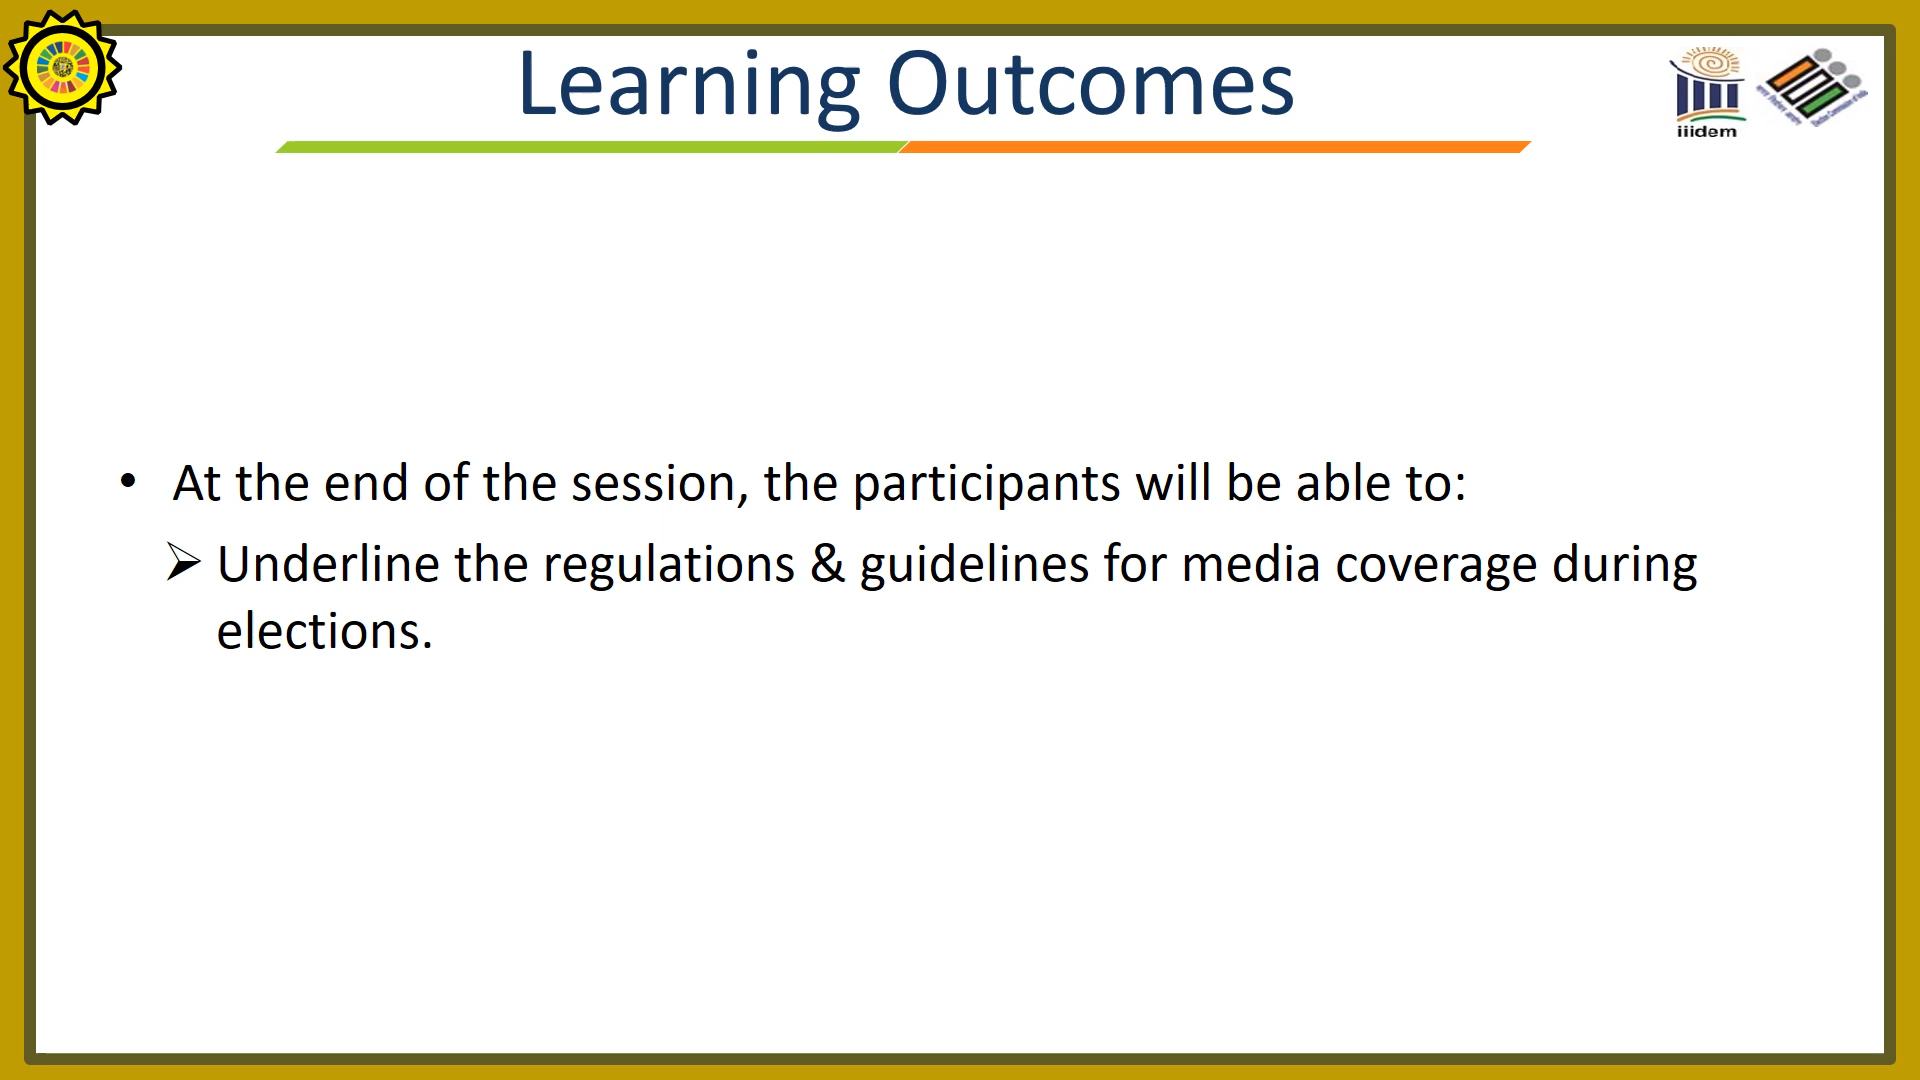 Learning Outcomes
iiidem
• At the end of the session, the participants will be able to:
➢ Underline the regulations & guidelines for media coverage during
elections.